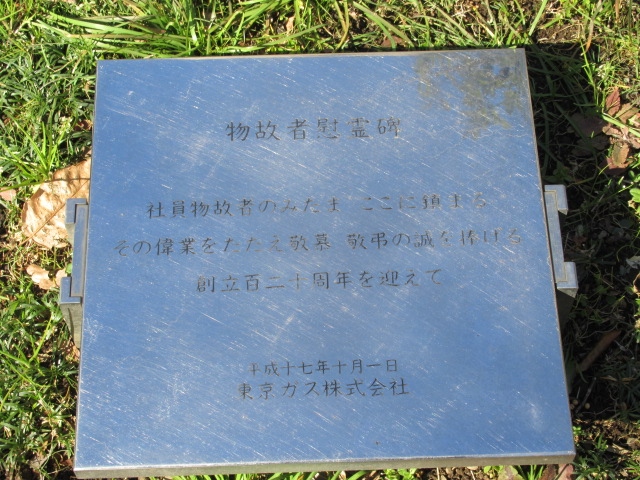 物故者慰霊碑
社員物故者のみたま ここに鎮まる
その偉業をたたえ敬慕 敬弔の誠を捧げる
創立百二十周年を迎えて
平成十七年十月一日
東京ガス株式会社